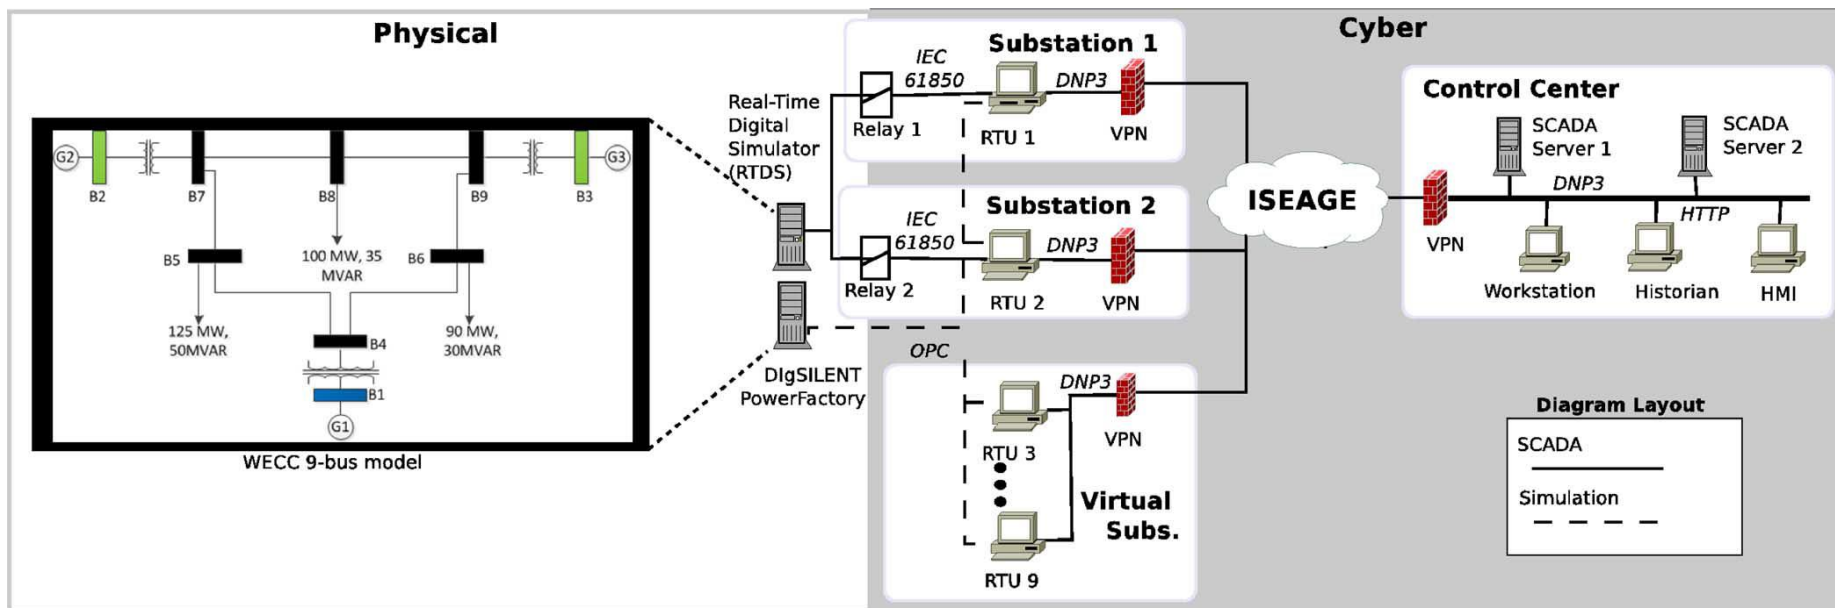 Physical
Cyber
G2
B2
B7
B8
B9
B3
G3
B5
100 MW, 35
MVAR
B6
125 MW,
50MVAR
90 MW,
30MVAR
B4
B1
G1
WECC 9-bus model
Real-Time
Digital
Simulator
(RTDS)
DIgSILENT
PowerFactory
Substation 1
IEC
61850
DNP3
Relay 1
RTU 1
VPN
Substation 2
IEC
61850
DNP3
Relay 2
RTU 2
VPN
OPC
DNP3
RTU 3
VPN
Virtual
Subs.
RTU 9
ISEAGE
Control Center
SCADA
Server 1
SCADA
Server 2
DNP3
HTTP
VPN
Workstation
Historian
HMI
Diagram Layout
SCADA
Simulation